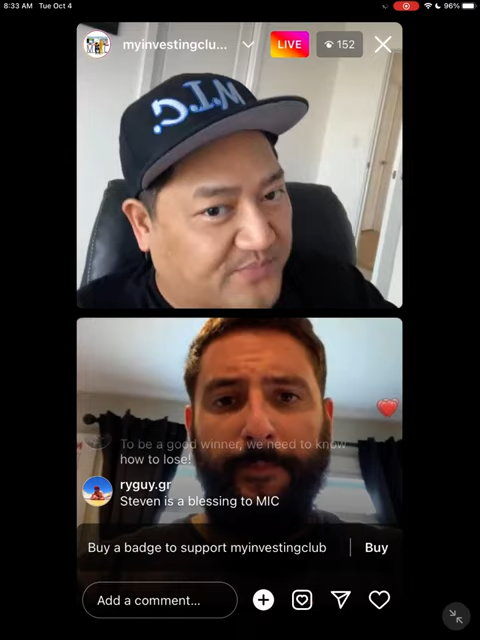 8:33 AM Tue Oct 4
96%
myinvestingclu...
LIVE
152
M.I.C.
To be a good winner, we need to know
how to lose!
ryguy.gr
Steven is a blessing to MIC
Buy a badge to support myinvestingclub
Buy
Add a comment...